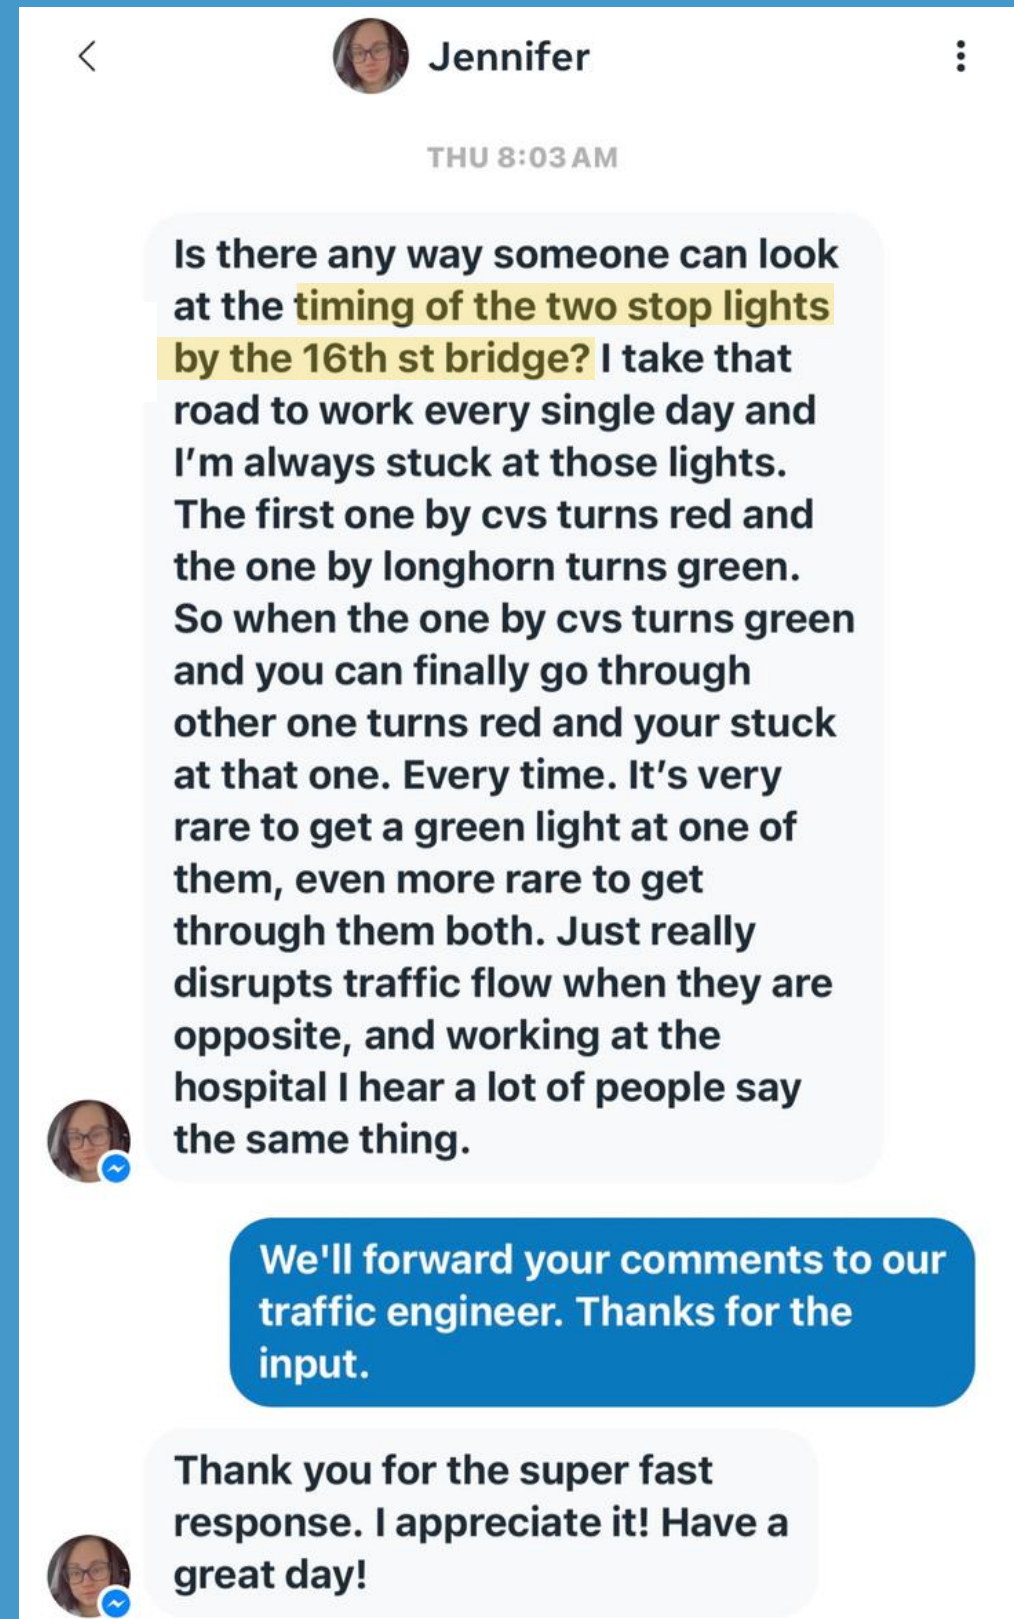 Jennifer
THU 8:03 AM
Is there any way someone can look
at the timing of the two stop lights
by the 16th st bridge? I take that
road to work every single day and
I’m always stuck at those lights.
The first one by cvs turns red and
the one by longhorn turns green.
So when the one by cvs turns green
and you can finally go through
other one turns red and your stuck
at that one. Every time. It’s very
rare to get a green light at one of
them, even more rare to get
through them both. Just really
disrupts traffic flow when they are
opposite, and working at the
hospital I hear a lot of people say
the same thing.
We'll forward your comments to our
traffic engineer. Thanks for the
input.
Thank you for the super fast
response. I appreciate it! Have a
great day!